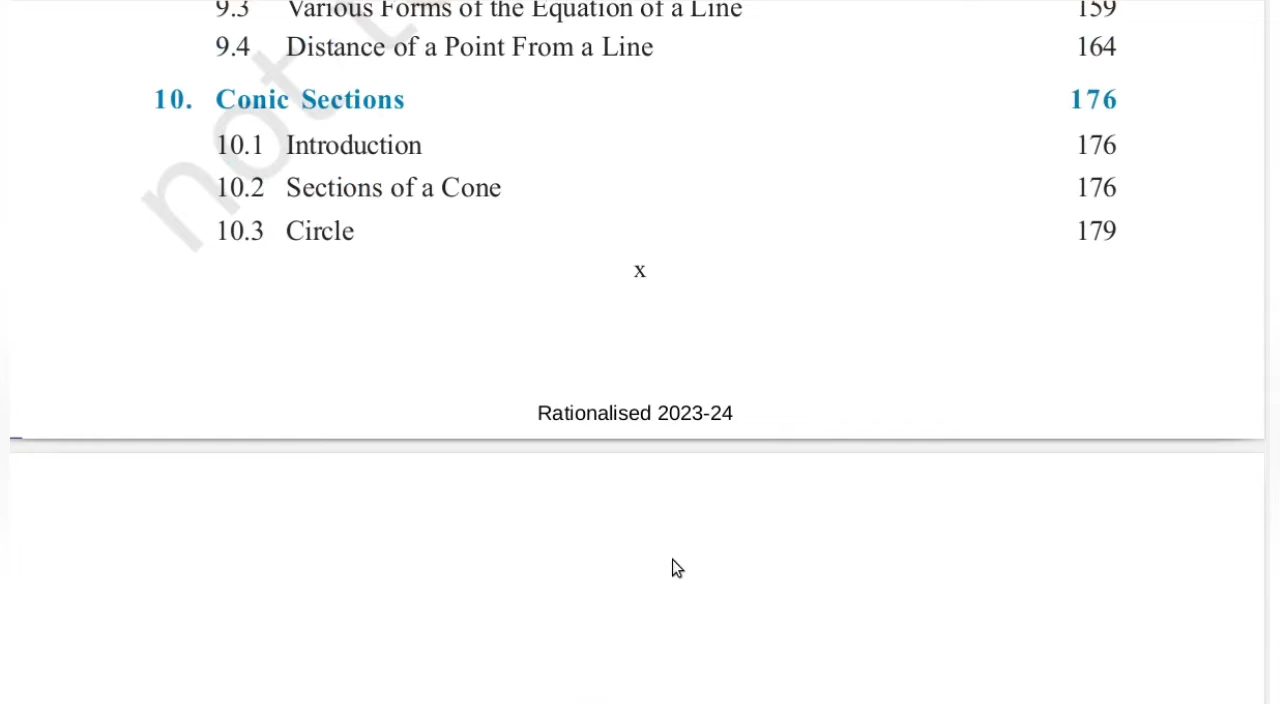 9.3 Various Forms of the Equation of a Line 159
9.4 Distance of a Point From a Line 164
10. Conic Sections 176
10.1 Introduction 176
10.2 Sections of a Cone 176
10.3 Circle 179
not
x
Rationalised 2023-24